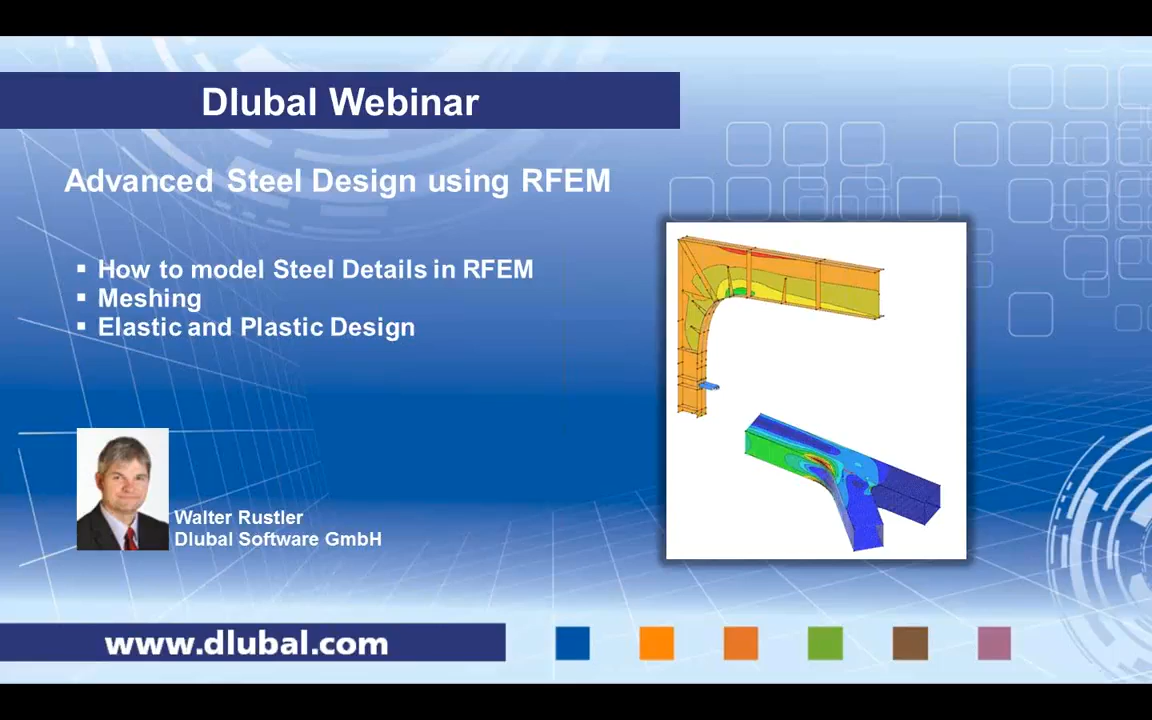 Dlubal Webinar
Advanced Steel Design using RFEM
▪ How to model Steel Details in RFEM
▪ Meshing
▪ Elastic and Plastic Design
Walter Rustler
Dlubal Software GmbH
www.dlubal.com